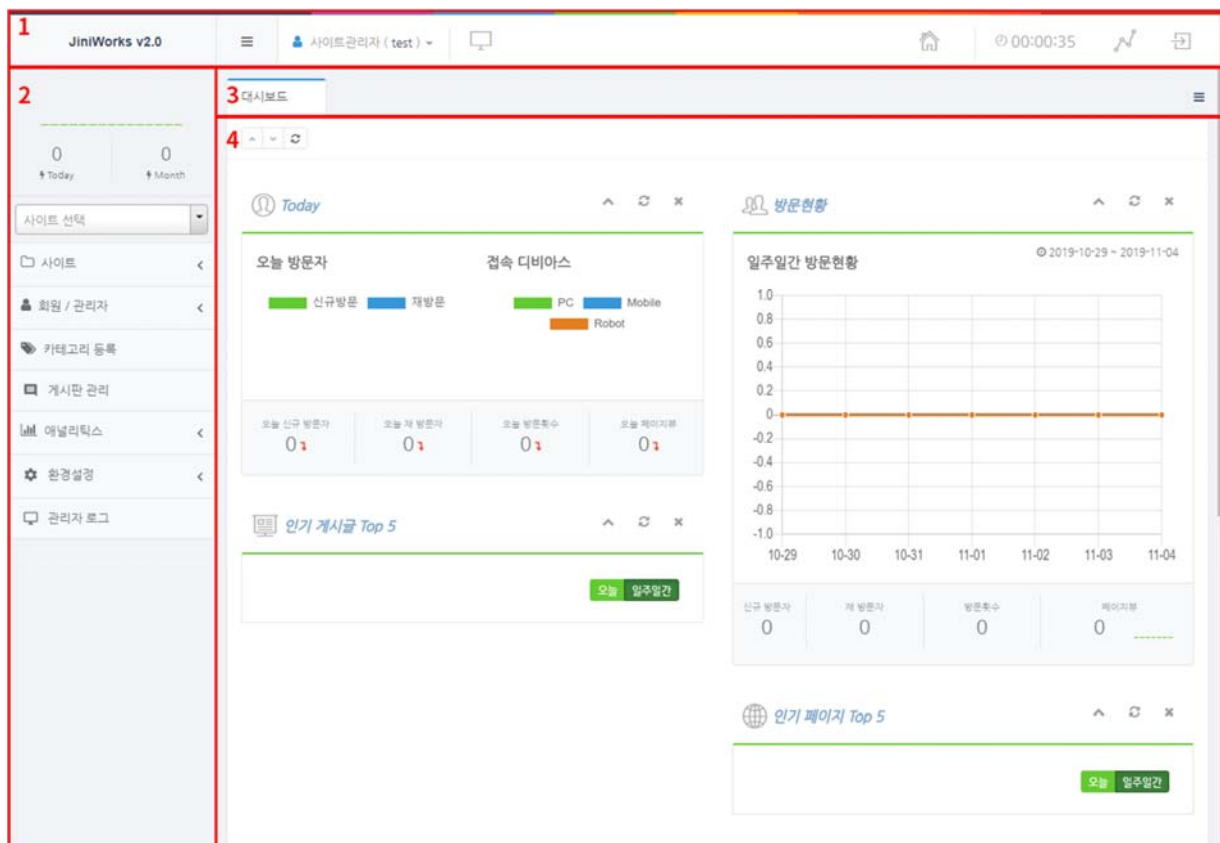 1
JiniWorks v2.0
사이트관리자 ( test )
00:00:35
2
0
0
Today
Month
사이트 선택
사이트
회원 / 관리자
카테고리 등록
게시판 관리
애널리틱스
환경설정
관리자 로그
3
대시보드
4
Today
오늘 방문자
접속 디비아스
신규방문
재방문
PC
Mobile
Robot
오늘 신규 방문자
오늘 재 방문자
오늘 방문횟수
오늘 페이지뷰
0
0
0
0
인기 게시글 Top 5
오늘
일주일간
방문현황
일주일간 방문현황
2019-10-29 ~ 2019-11-04
1.0
0.8
0.6
0.4
0.2
0
-0.2
-0.4
-0.6
-0.8
-1.0
10-29
10-30
10-31
11-01
11-02
11-03
11-04
신규 방문자
재 방문자
방문횟수
페이지뷰
0
0
0
0
인기 페이지 Top 5
오늘
일주일간